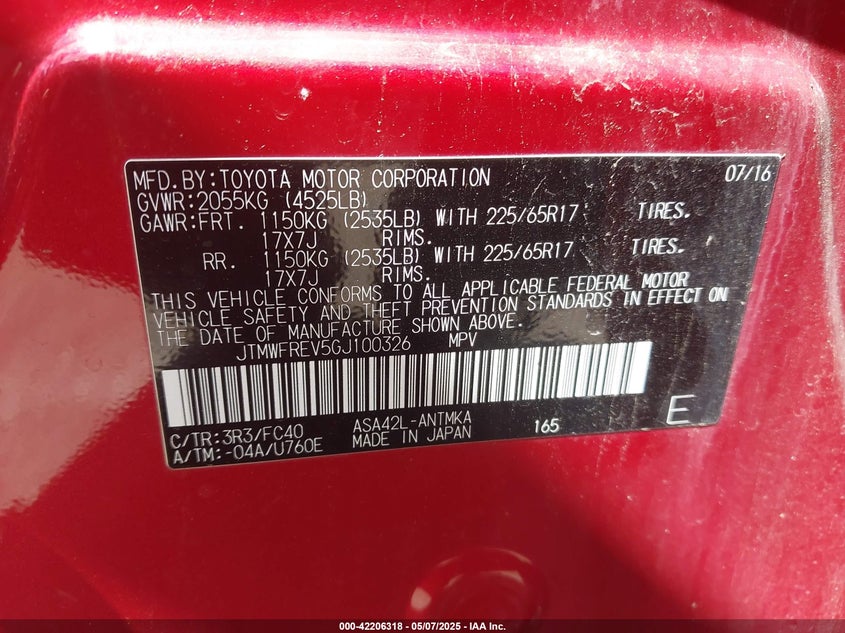 MFD.BY:TOYOTA MOTOR CORPORATION 07/16
GVWR:2055KG (4525LB)
GAWR:FRT. 1150KG (2535LB) WITH 225/65R17 TIRES.
17X7J RIMS.
RR. 1150KG (2535LB) WITH 225/65R17 TIRES.
17X7J RIMS.
THIS VEHICLE CONFORMS TO ALL APPLICABLE FEDERAL MOTOR
VEHICLE SAFETY AND THEFT PREVENTION STANDARDS IN EFFECT ON
THE DATE OF MANUFACTURE SHOWN ABOVE.
JTMWFREV5GJ100326 MPV
C/TR:3R3/FC40 ASA42L-ANTMKA 165 E
A/TM:-04A/U760E MADE IN JAPAN
000-42206318 - 05/07/2025 - IAA Inc.